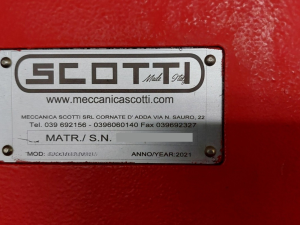 SCOTTI
Made in Italy
www.meccanicascotti.com
MECCANICA SCOTTI SRL CORNATE D' ADDA VIA N. SAURO, 22
Tel. 039 692156 - 0396060140 Fax 039692327
MATR./ S.N.
MOD:
ANNO/YEAR:2021